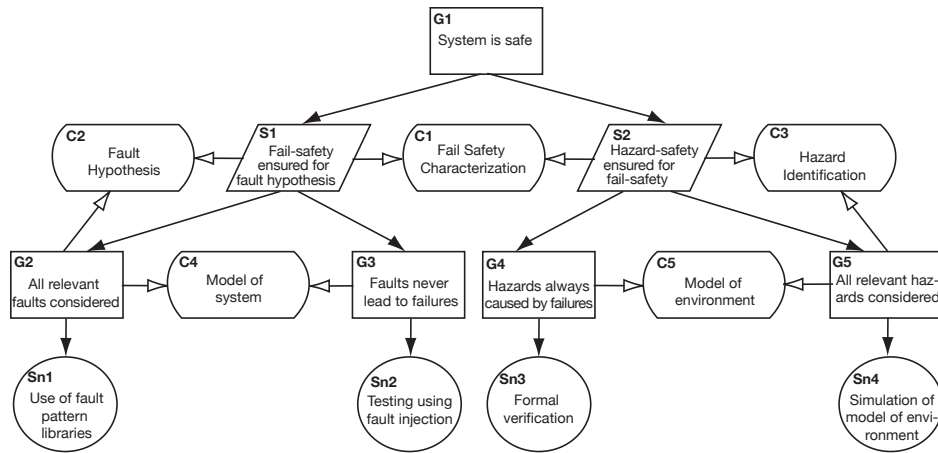 G1
System is safe
C2
Fault
Hypothesis
S1
Fail-safety
ensured for
fault hypothesis
C1
Fail Safety
Characterization
S2
Hazard-safety
ensured for
fail-safety
C3
Hazard
Identification
G2
All relevant
faults considered
C4
Model of
system
G3
Faults never
lead to failures
G4
Hazards always
caused by failures
C5
Model of
environment
G5
All relevant haz-
ards considered
Sn1
Use of fault
pattern
libraries
Sn2
Testing using
fault injection
Sn3
Formal
verification
Sn4
Simulation of
model of envi-
ronment